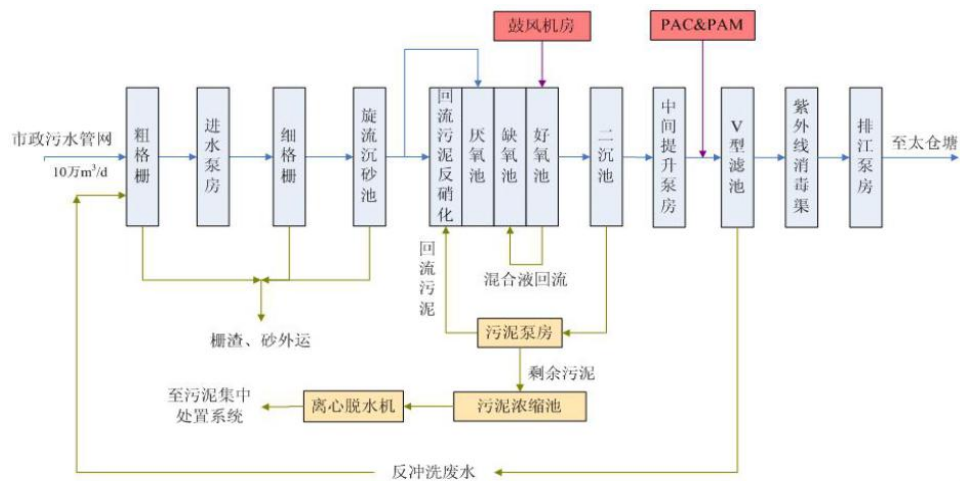 鼓风机房
PAC&PAM
市政污水管网
10万m³/d
粗格栅
进水泵房
细格栅
旋流沉砂池
回流污泥反硝化
厌氧池
缺氧池
好氧池
二沉池
中间提升泵房
V型滤池
紫外线消毒渠
排江泵房
至太仓塘
回流污泥
混合液回流
栅渣、砂外运
污泥泵房
剩余污泥
至污泥集中
处置系统
离心脱水机
污泥浓缩池
反冲洗废水